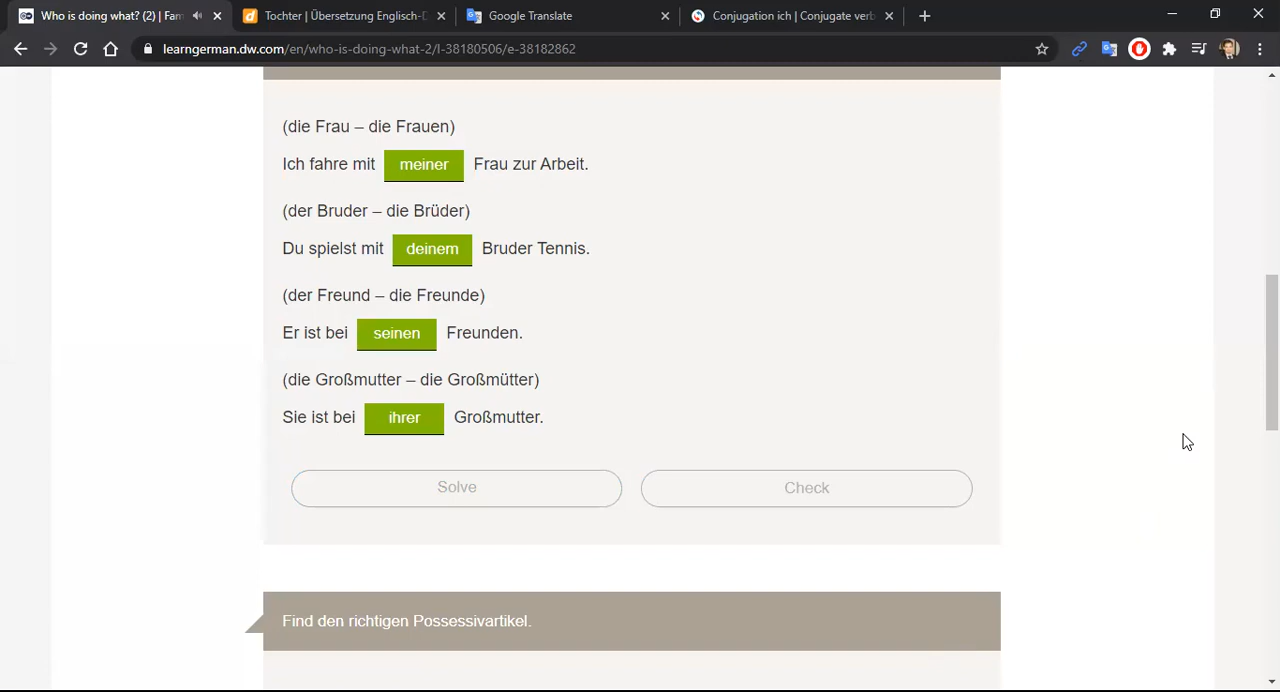 Who is doing what? (2) | Fam
Tochter | Übersetzung Englisch-D
Google Translate
Conjugation ich | Conjugate verb
learngerman.dw.com/en/who-is-doing-what-2/l-38180506/e-38182862
(die Frau – die Frauen)
Ich fahre mit meiner Frau zur Arbeit.
(der Bruder – die Brüder)
Du spielst mit deinem Bruder Tennis.
(der Freund – die Freunde)
Er ist bei seinen Freunden.
(die Großmutter – die Großmütter)
Sie ist bei ihrer Großmutter.
Solve Check
Find den richtigen Possessivartikel.